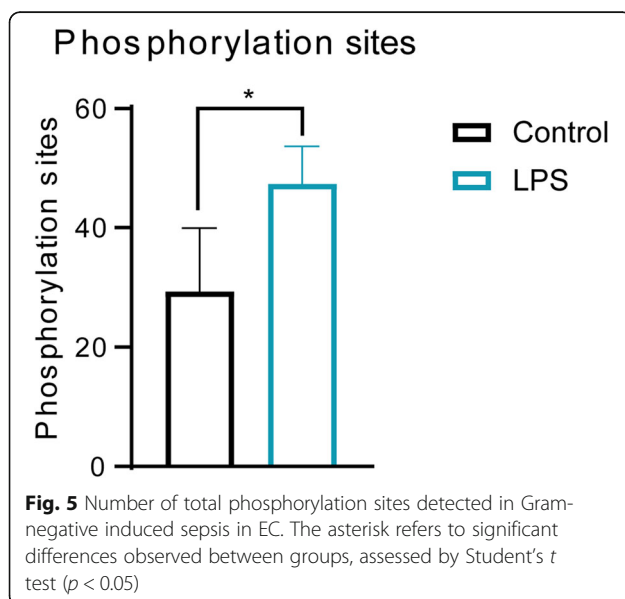 Phosphorylation sites
*
Phosphorylation sites
60
40
20
0
Control
LPS
Fig. 5 Number of total phosphorylation sites detected in Gram-
negative induced sepsis in EC. The asterisk refers to significant
differences observed between groups, assessed by Student’s t
test (p < 0.05)